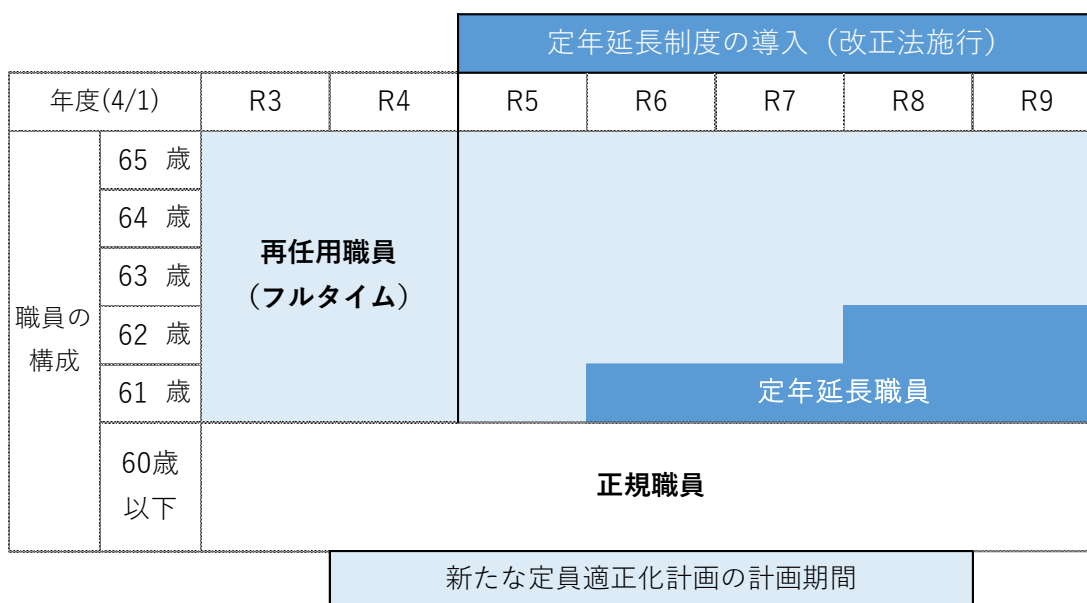 定年延長制度の導入（改正法施行）
年度(4/1) R3 R4 R5 R6 R7 R8 R9
職員の
構成
65 歳
64 歳
63 歳
62 歳
61 歳
60歳
以下
再任用職員
（フルタイム）
定年延長職員
正規職員
新たな定員適正化計画の計画期間